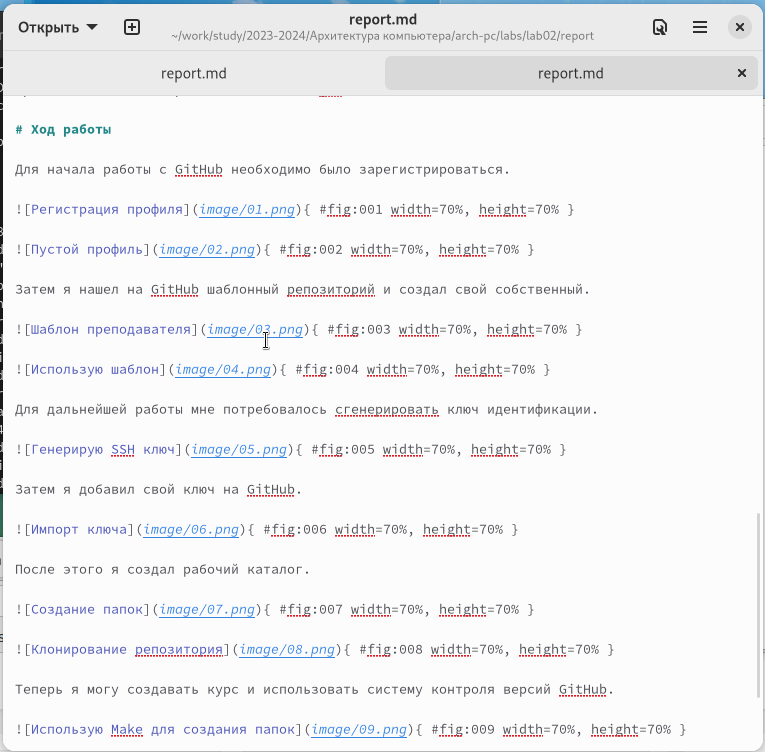 Открыть
report.md
~/work/study/2023-2024/Архитектура компьютера/arch-pc/labs/lab02/report
report.md
report.md
# Ход работы
Для начала работы с GitHub необходимо было зарегистрироваться.
![Регистрация профиля](image/01.png){ #fig:001 width=70%, height=70% }
![Пустой профиль](image/02.png){ #fig:002 width=70%, height=70% }
Затем я нашел на GitHub шаблонный репозиторий и создал свой собственный.
![Шаблон преподавателя](image/03.png){ #fig:003 width=70%, height=70% }
![Использую шаблон](image/04.png){ #fig:004 width=70%, height=70% }
Для дальнейшей работы мне потребовалось сгенерировать ключ идентификации.
![Генерирую SSH ключ](image/05.png){ #fig:005 width=70%, height=70% }
Затем я добавил свой ключ на GitHub.
![Импорт ключа](image/06.png){ #fig:006 width=70%, height=70% }
После этого я создал рабочий каталог.
![Создание папок](image/07.png){ #fig:007 width=70%, height=70% }
![Клонирование репозитория](image/08.png){ #fig:008 width=70%, height=70% }
Теперь я могу создавать курс и использовать систему контроля версий GitHub.
![Использую Make для создания папок](image/09.png){ #fig:009 width=70%, height=70% }